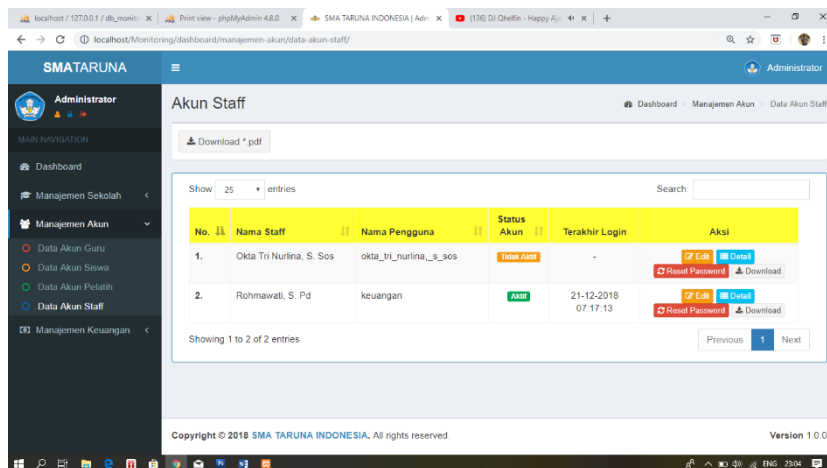 localhost / 127.0.0.1 / db_monito
Print view - phpMyAdmin 4.8.0
SMA TARUNA INDONESIA | Adm
(136) DJ Qhelfin - Happy Aj
localhost/Monitoring/dashboard/manajemen-akun/data-akun-staff/
SMATARUNA
Administrator
Administrator
Akun Staff
Dashboard > Manajemen Akun > Data Akun Staff
MAIN NAVIGATION
Download *.pdf
Dashboard
Manajemen Sekolah
Manajemen Akun
Data Akun Guru
Data Akun Siswa
Data Akun Pelatih
Data Akun Staff
Manajemen Keuangan
Show 25 entries
Search:
No. Nama Staff Nama Pengguna Status Akun Terakhir Login Aksi
1. Okta Tri Nurlina, S. Sos okta_tri_nurlina,_s_sos Tidak Aktif - Edit Detail
Reset Password Download
2. Rohmawati, S. Pd keuangan Aktif 21-12-2018 07:17:13 Edit Detail
Reset Password Download
Showing 1 to 2 of 2 entries
Previous 1 Next
Copyright © 2018 SMA TARUNA INDONESIA. All rights reserved.
Version 1.0.0
ENG 23:04